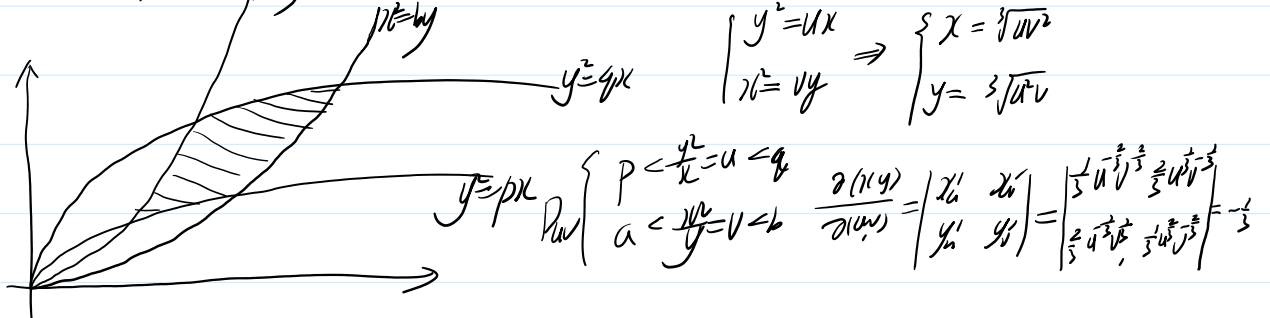 x²=by
y²=qx
y²=px
{ y²=ux
x²=vy ⇒ { x=∛uv²
y=∛u²v
D_uv { p<y²/x=u<q
a<x²/y=v<b
∂(x,y)/∂(u,v) = |x'_u x'_v
y'_u y'_v| = |1/3 u^(-2/3) v^(2/3) 2/3 u^(1/3) v^(-1/3)
2/3 u^(-1/3) v^(1/3) 1/3 u^(2/3) v^(-2/3)| = -1/3